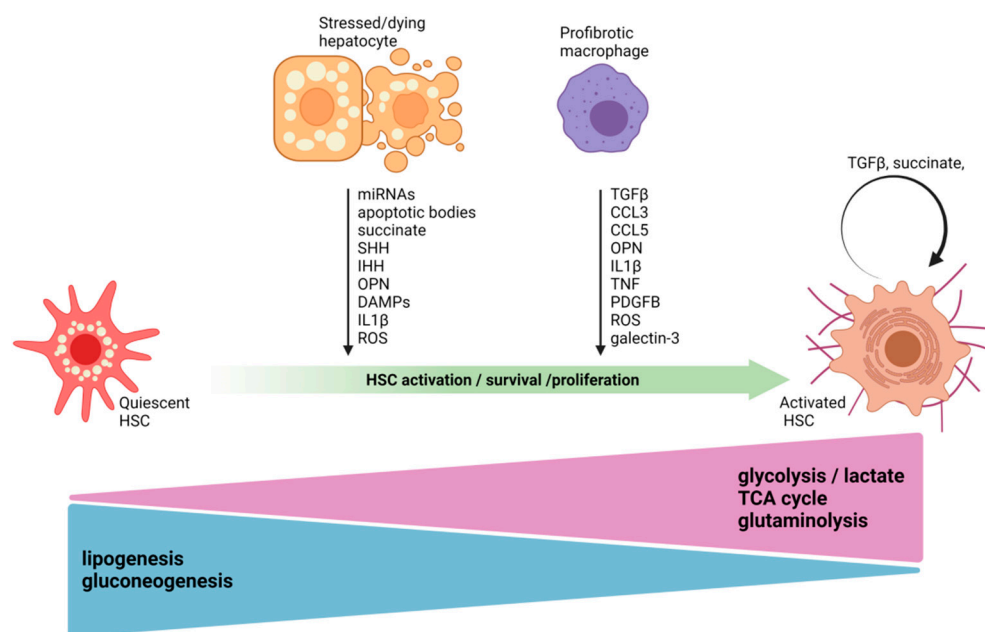 Stressed/dying
hepatocyte
Profibrotic
macrophage
TGFβ, succinate,
miRNAs
apoptotic bodies
succinate
SHH
IHH
OPN
DAMPs
IL1β
ROS
TGFβ
CCL3
CCL5
OPN
IL1β
TNF
PDGFB
ROS
galectin-3
HSC activation / survival /proliferation
Quiescent
HSC
Activated
HSC
glycolysis / lactate
TCA cycle
glutaminolysis
lipogenesis
gluconeogenesis